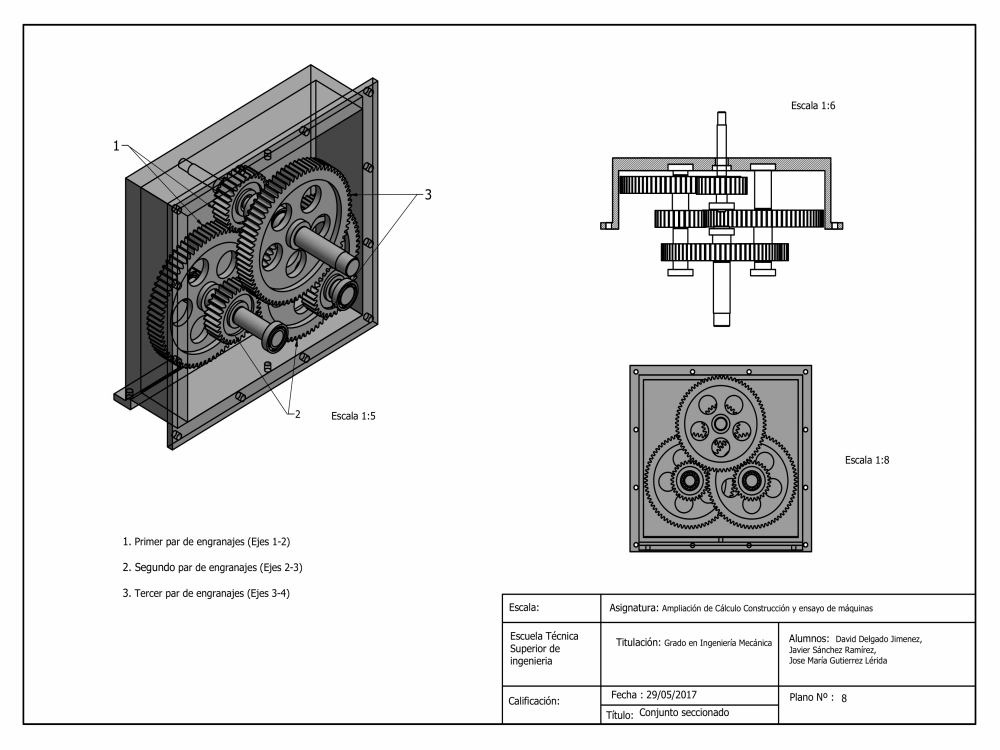 1
3
2
Escala 1:5
Escala 1:6
Escala 1:8
1. Primer par de engranajes (Ejes 1-2)
2. Segundo par de engranajes (Ejes 2-3)
3. Tercer par de engranajes (Ejes 3-4)
Escala:
Asignatura: Ampliación de Cálculo Construcción y ensayo de máquinas
Escuela Técnica
Superior de
ingenieria
Titulación: Grado en Ingeniería Mecánica
Alumnos: David Delgado Jimenez,
Javier Sánchez Ramírez,
Jose María Gutierrez Lérida
Calificación:
Fecha : 29/05/2017
Título: Conjunto seccionado
Plano Nº : 8